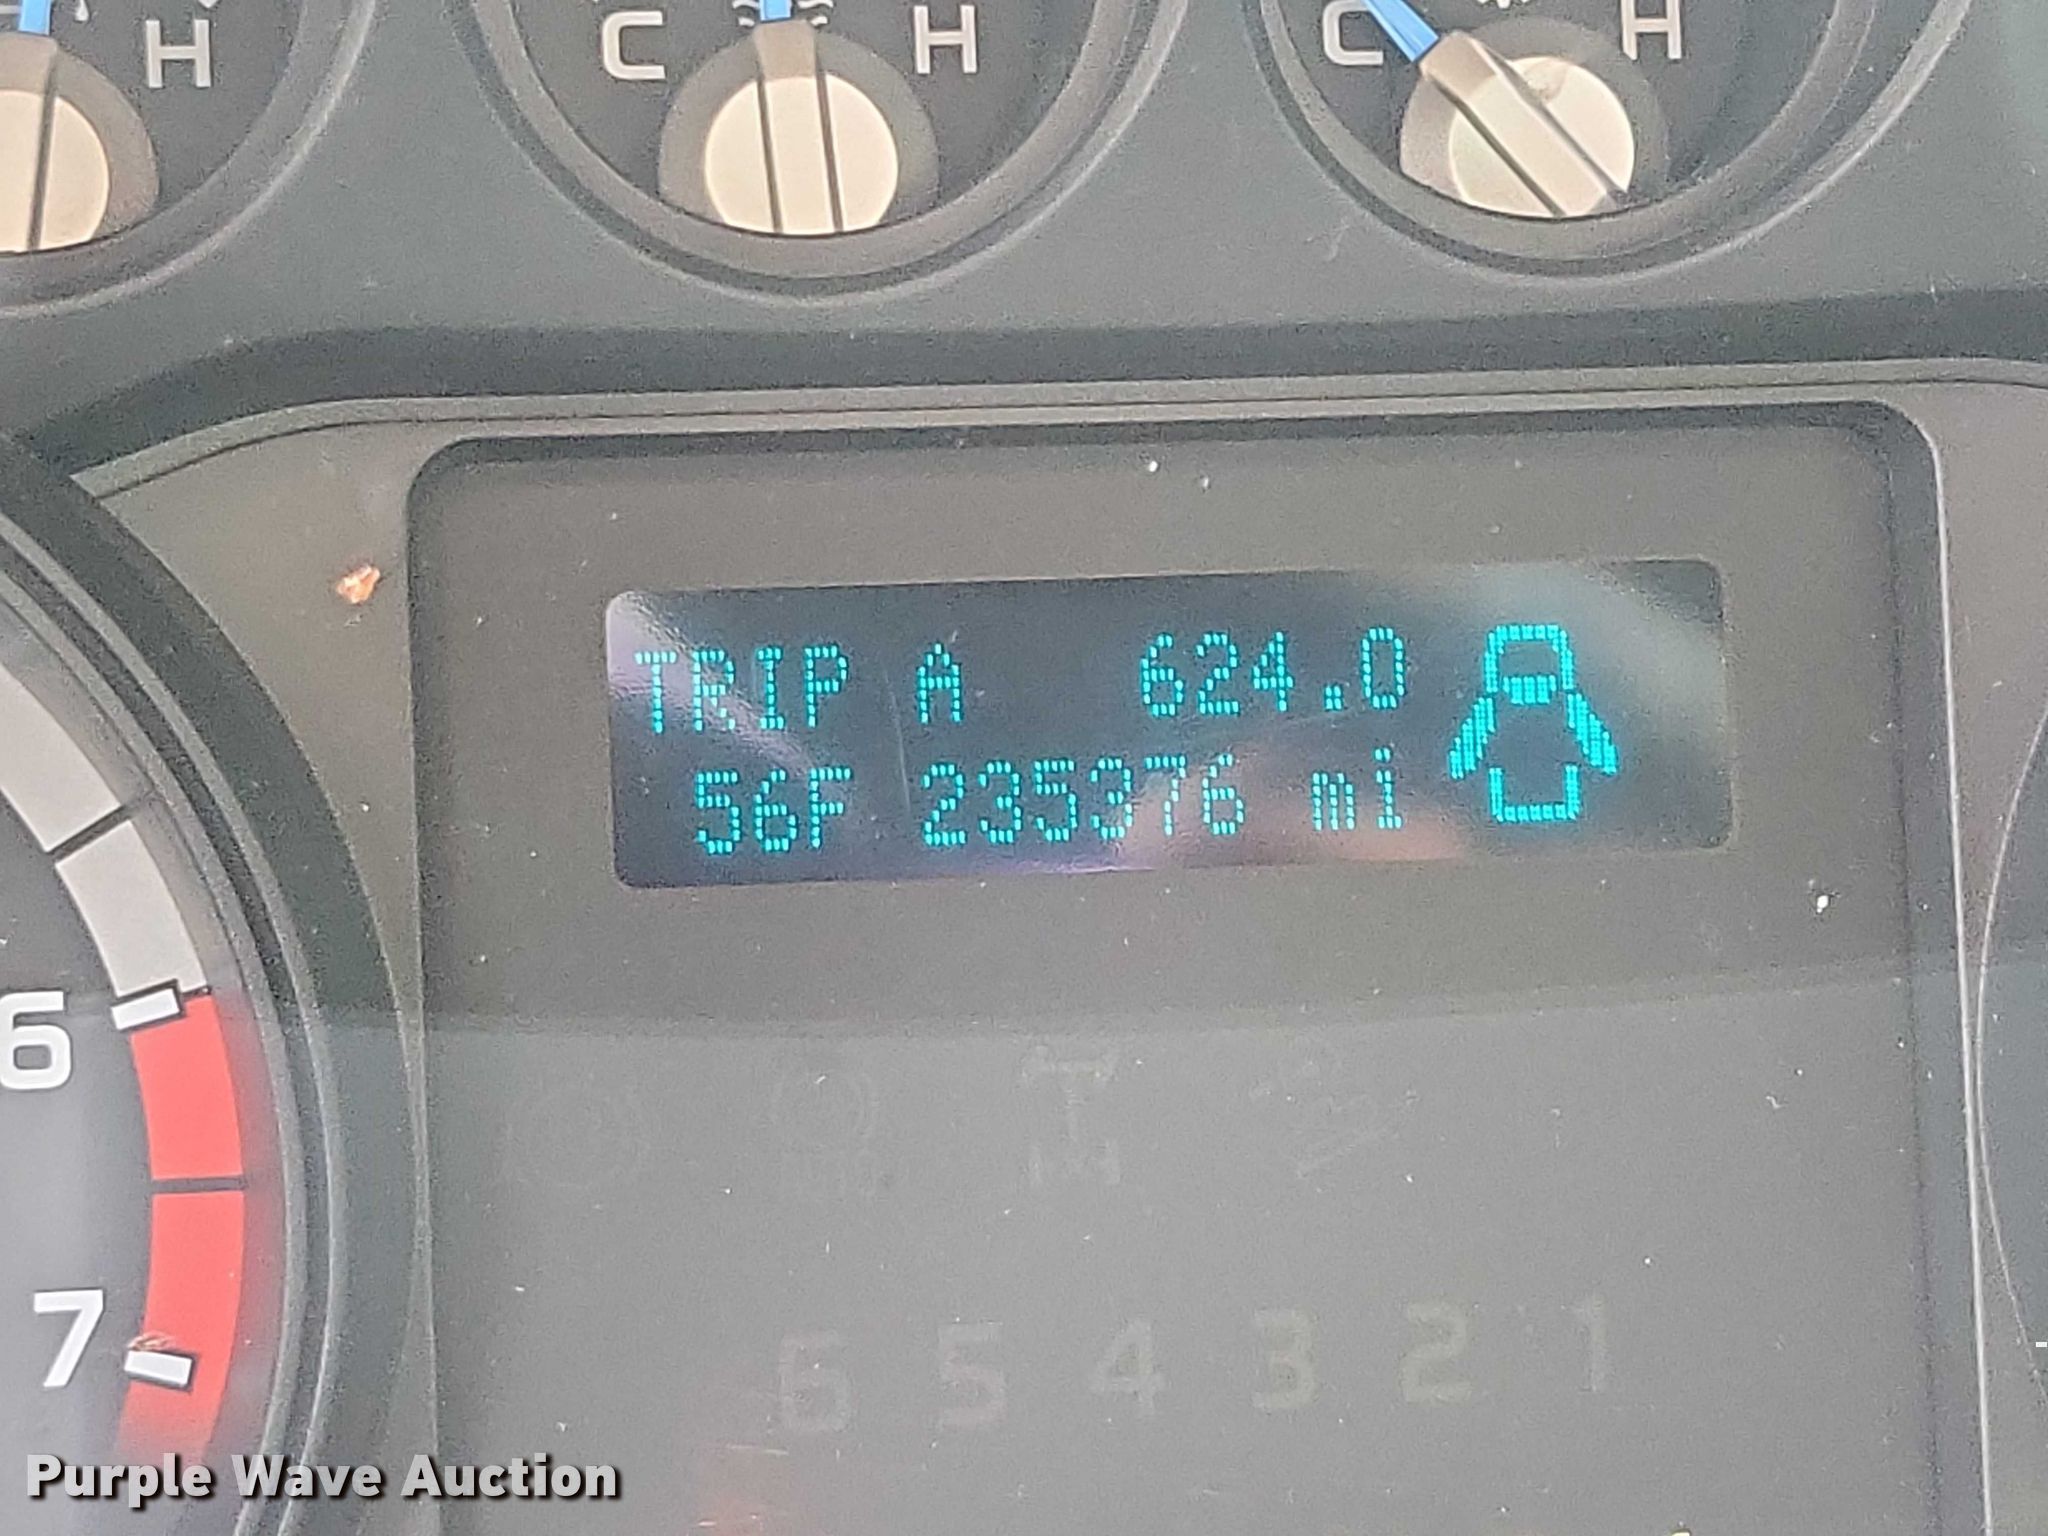 H
C H
C H
TRIP A 624.0
56F 235376 mi
6
7
6 5 4 3 2 1
Purple Wave Auction